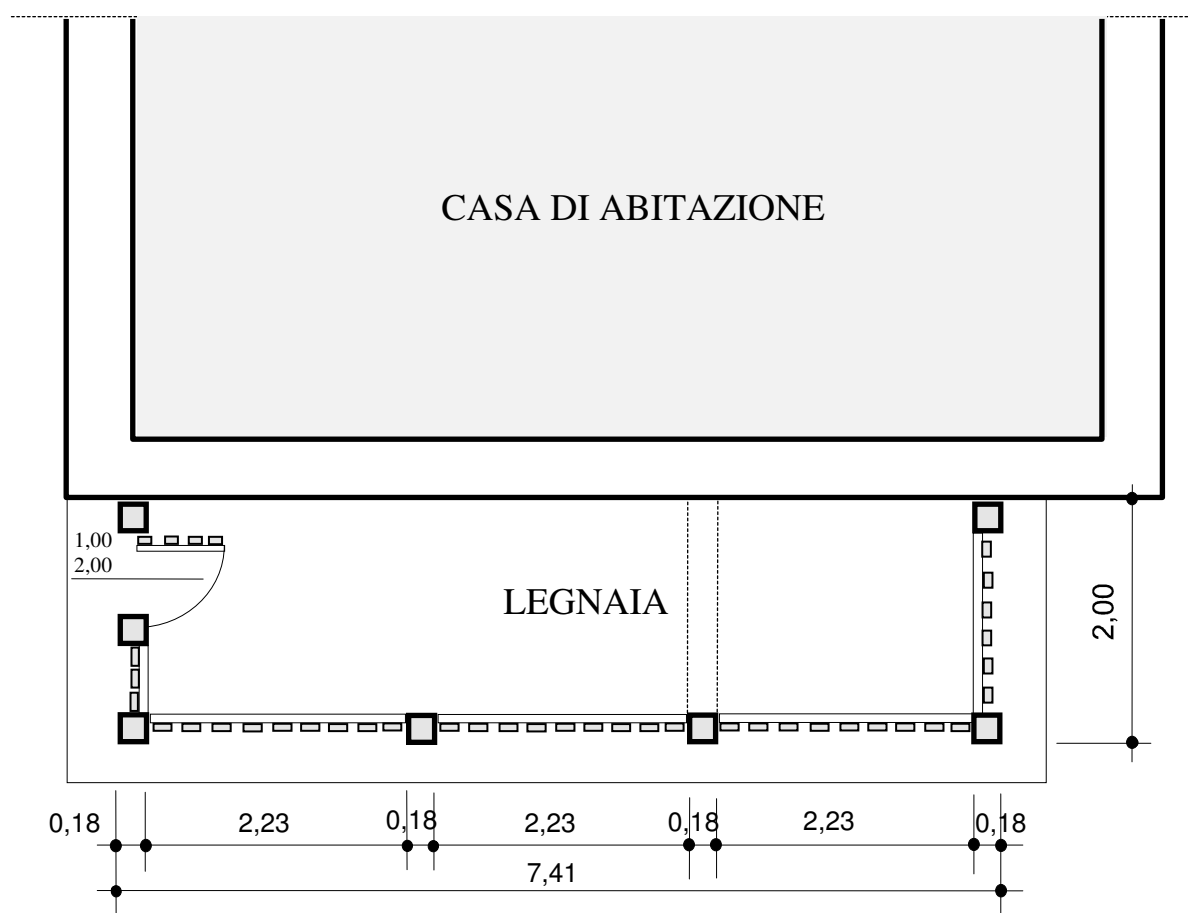 CASA DI ABITAZIONE
1,00
2,00
LEGNAIA
2,00
0,18 2,23 0,18 2,23 0,18 2,23 0,18
7,41